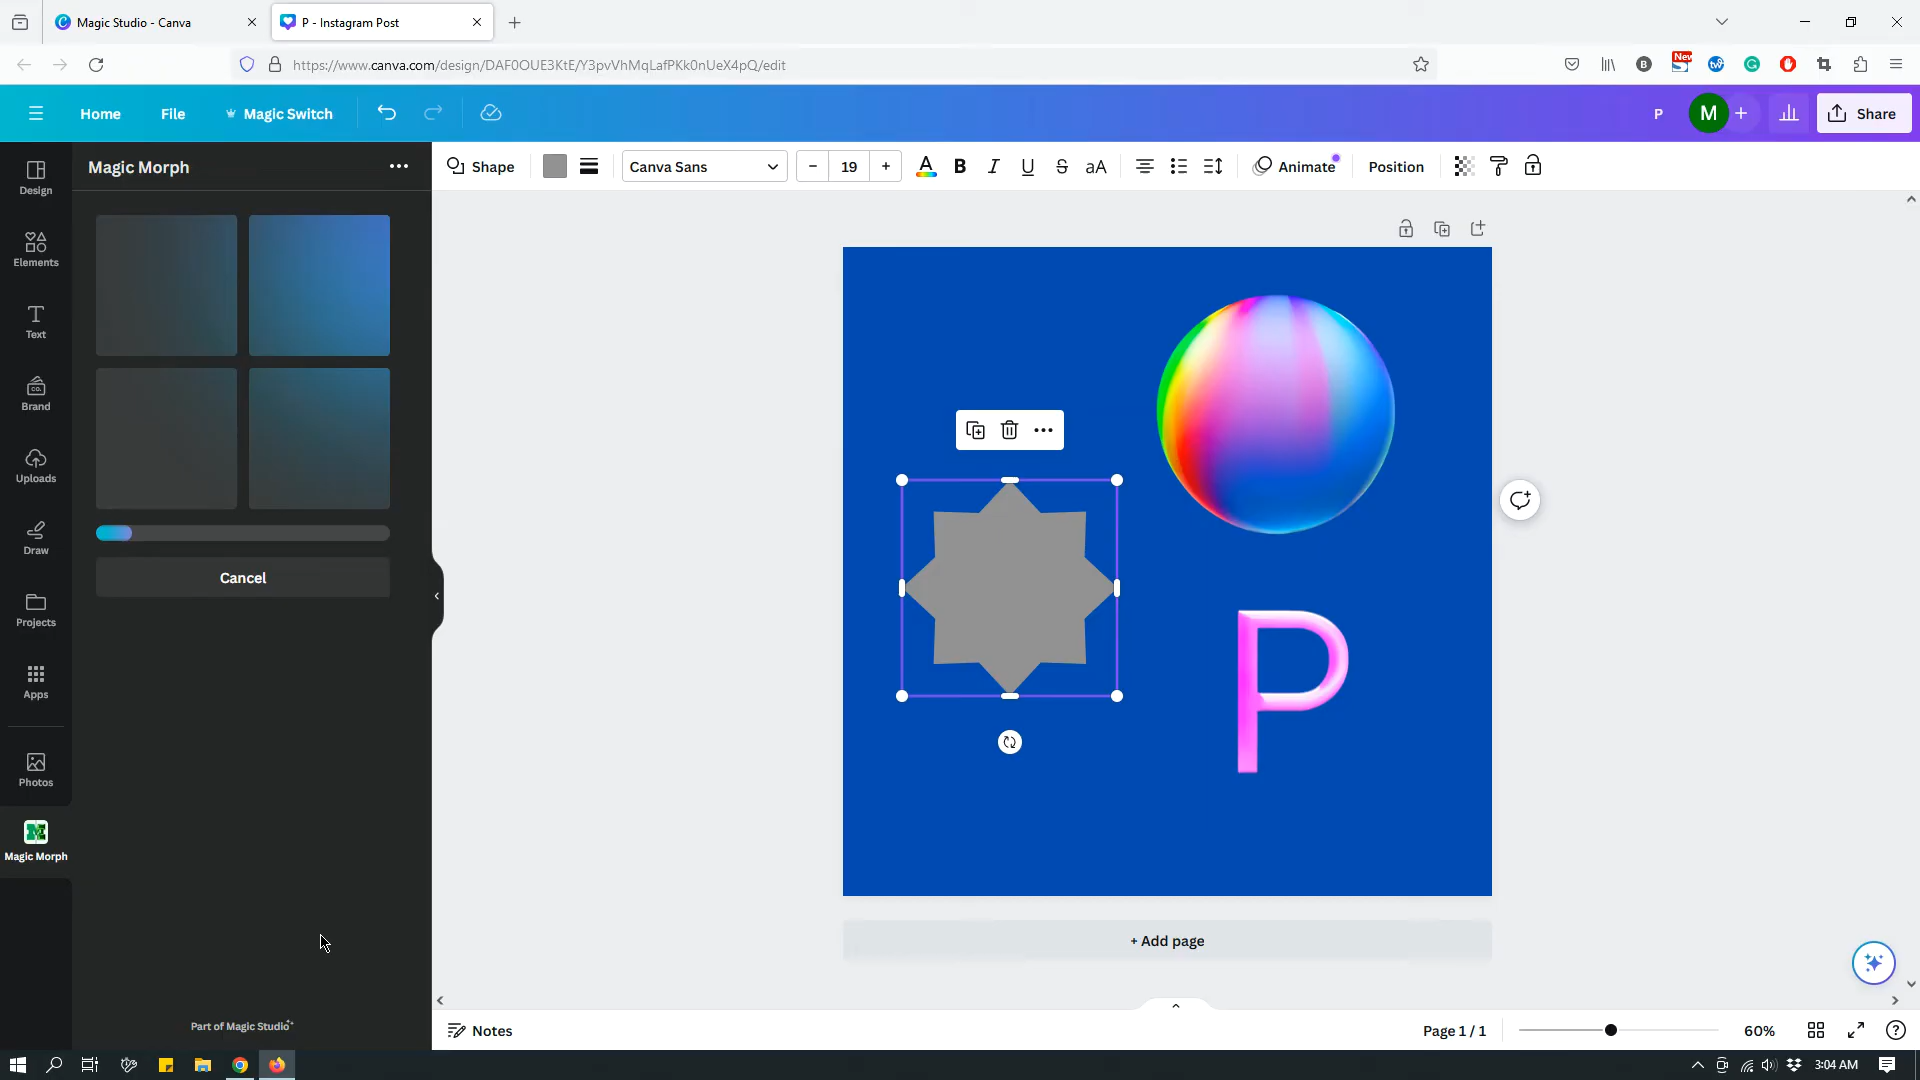 Magic Studio - Canva
P - Instagram Post
https://www.canva.com/design/DAF0OUE3KtE/Y3pvVhMqLafPKk0nUeX4pQ/edit
B
New
Home
File
Magic Switch
P
M
Share
Magic Morph
Shape
Canva Sans
19
A
B
I
U
S
aA
Animate
Position
Design
Elements
Text
Brand
Uploads
Draw
Projects
Apps
Photos
Magic Morph
Cancel
P
+ Add page
Part of Magic Studio
Notes
Page 1 / 1
60%
3:04 AM